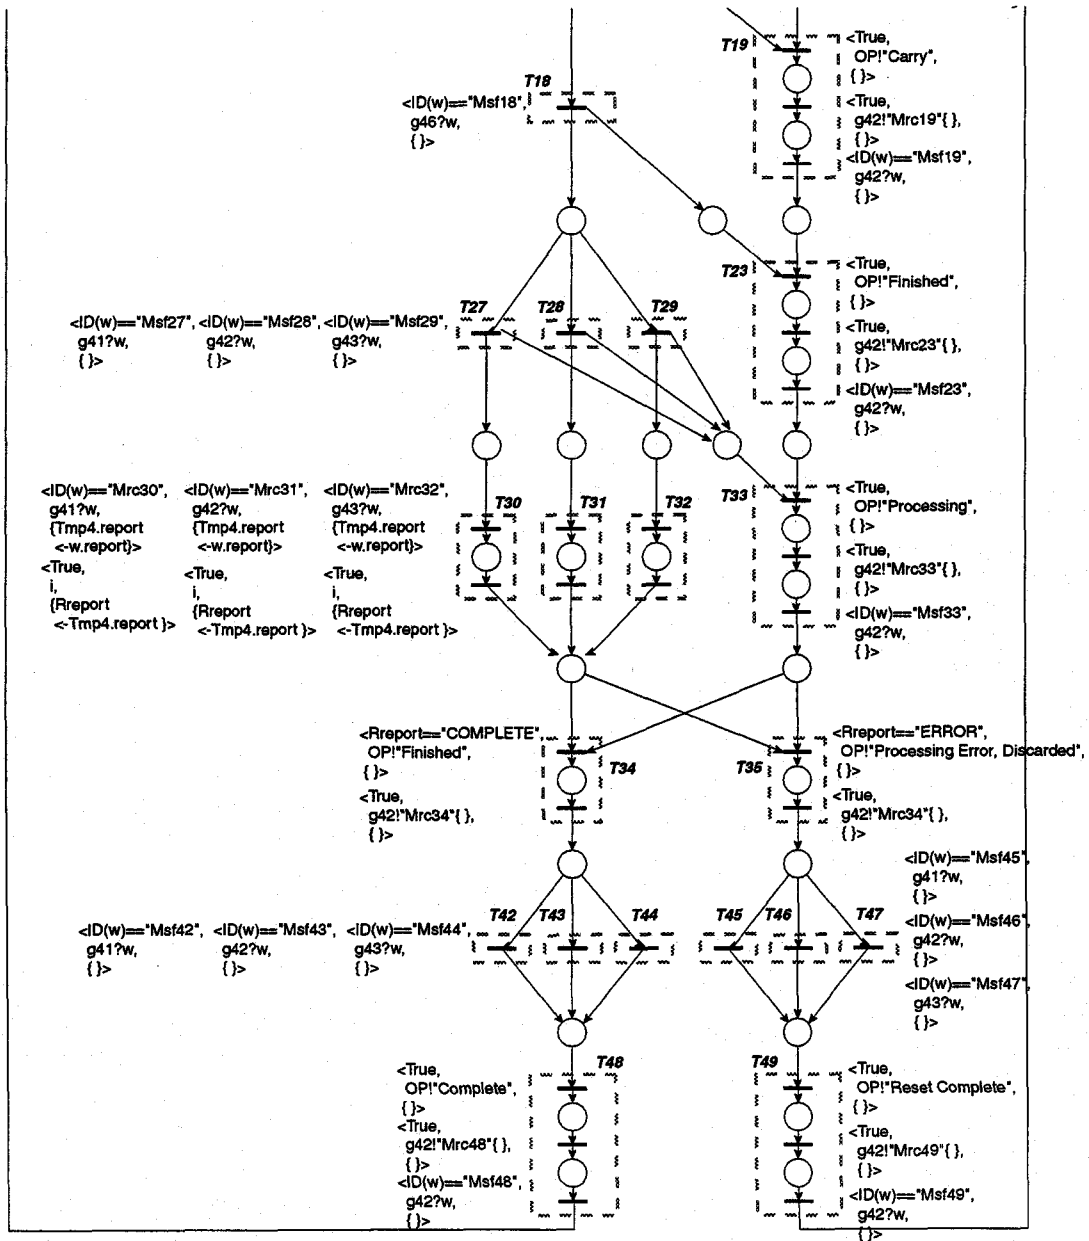 T19
<True,
OP!"Carry",
{ }>
<True,
g42!"Mrc19"{ },
{ }>
<ID(w)=="Msf19",
g42?w,
{ }>
T18
<ID(w)=="Msf18",
g46?w,
{ }>
T23
<True,
OP!"Finished",
{ }>
<True,
g42!"Mrc23"{ },
{ }>
<ID(w)=="Msf23",
g42?w,
{ }>
T27
T28
T29
<ID(w)=="Msf27",
g41?w,
{ }>
<ID(w)=="Msf28",
g42?w,
{ }>
<ID(w)=="Msf29",
g43?w,
{ }>
T30
T31
T32
<ID(w)=="Mrc30",
g41?w,
{Tmp4.report
<-w.report}>
<True,
i,
{Rreport
<-Tmp4.report }>
<ID(w)=="Mrc31",
g42?w,
{Tmp4.report
<-w.report}>
<True,
i,
{Rreport
<-Tmp4.report }>
<ID(w)=="Mrc32",
g43?w,
{Tmp4.report
<-w.report}>
<True,
i,
{Rreport
<-Tmp4.report }>
T33
<True,
OP!"Processing",
{ }>
<True,
g42!"Mrc33"{ },
{ }>
<ID(w)=="Msf33",
g42?w,
{ }>
<Rreport=="COMPLETE",
OP!"Finished",
{ }>
<True,
g42!"Mrc34"{ },
{ }>
T34
T35
<Rreport=="ERROR",
OP!"Processing Error, Discarded",
{ }>
<True,
g42!"Mrc34"{ },
{ }>
T42
T43
T44
<ID(w)=="Msf42",
g41?w,
{ }>
<ID(w)=="Msf43",
g42?w,
{ }>
<ID(w)=="Msf44",
g43?w,
{ }>
T45
T46
T47
<ID(w)=="Msf45",
g41?w,
{ }>
<ID(w)=="Msf46",
g42?w,
{ }>
<ID(w)=="Msf47",
g43?w,
{ }>
T48
<True,
OP!"Complete",
{ }>
<True,
g42!"Mrc48"{ },
{ }>
<ID(w)=="Msf48",
g42?w,
{ }>
T49
<True,
OP!"Reset Complete",
{ }>
<True,
g42!"Mrc49"{ },
{ }>
<ID(w)=="Msf49",
g42?w,
{ }>